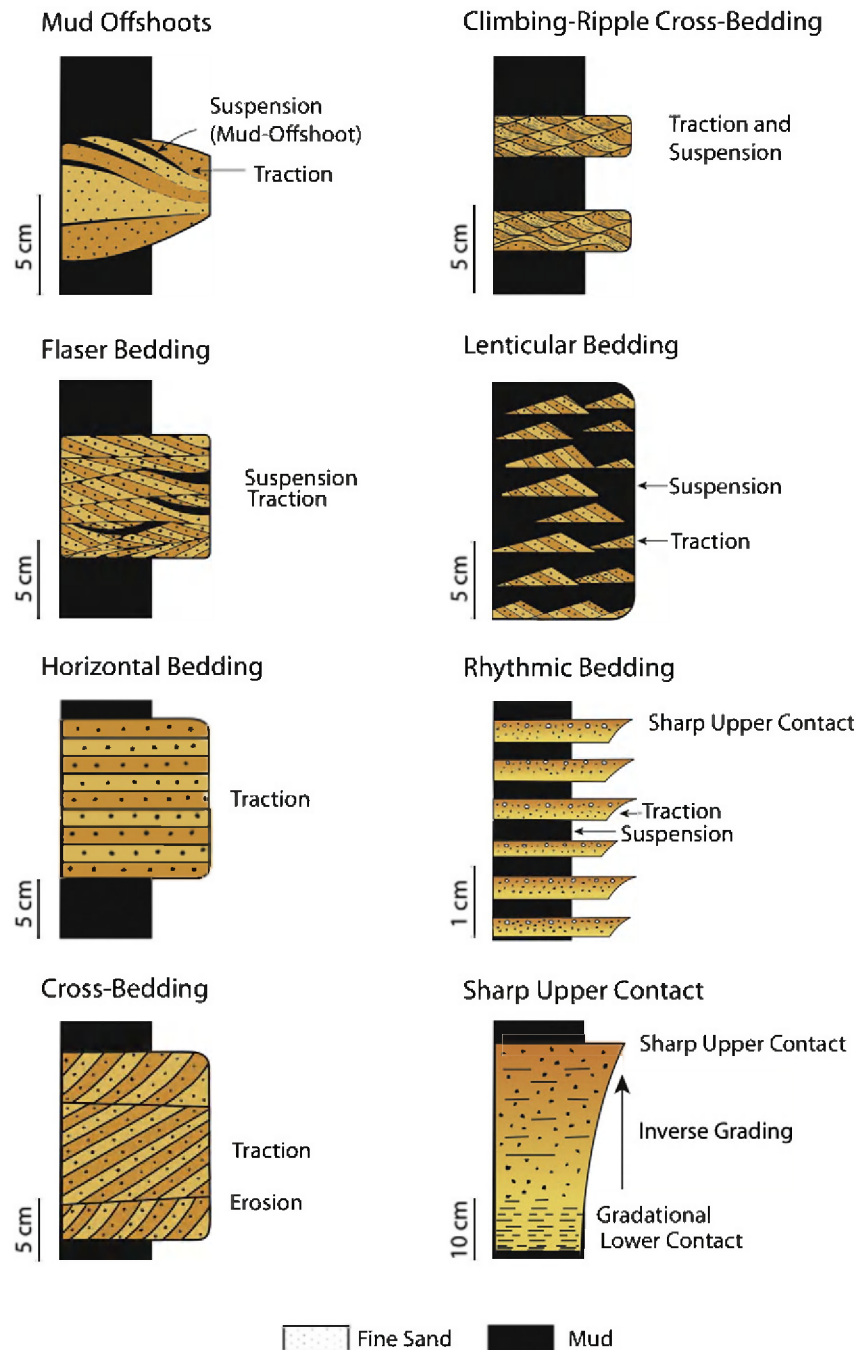 Mud Offshoots
Suspension
(Mud-Offshoot)
Traction
5 cm
Climbing-Ripple Cross-Bedding
Traction and
Suspension
5 cm
Flaser Bedding
Suspension
Traction
5 cm
Lenticular Bedding
Suspension
Traction
5 cm
Horizontal Bedding
Traction
5 cm
Rhythmic Bedding
Sharp Upper Contact
Traction
Suspension
1 cm
Cross-Bedding
Traction
Erosion
5 cm
Sharp Upper Contact
Sharp Upper Contact
Inverse Grading
Gradational
Lower Contact
10 cm
Fine Sand
Mud